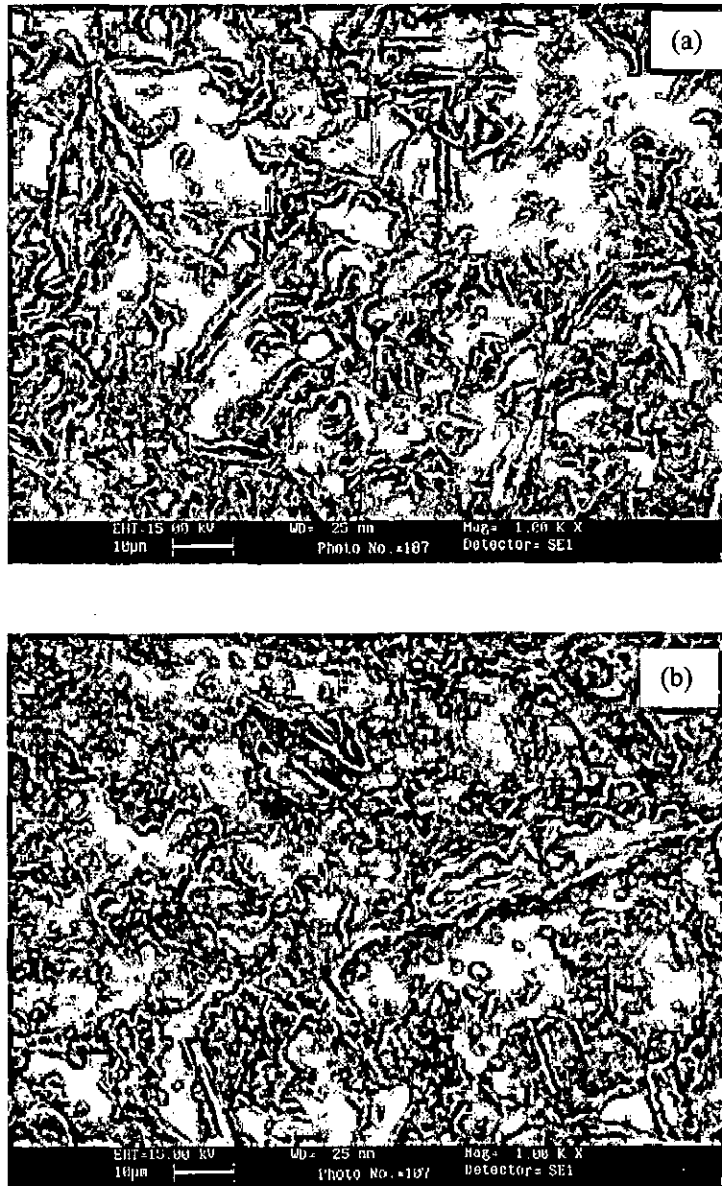 (a)
EHT=15.00 kV WD= 25 mm Mag= 1.00 K X
10µm Photo No.=107 Detector= SE1
(b)
EHT=15.00 kV WD= 25 mm Mag= 1.00 K X
10µm Photo No.=107 Detector= SE1